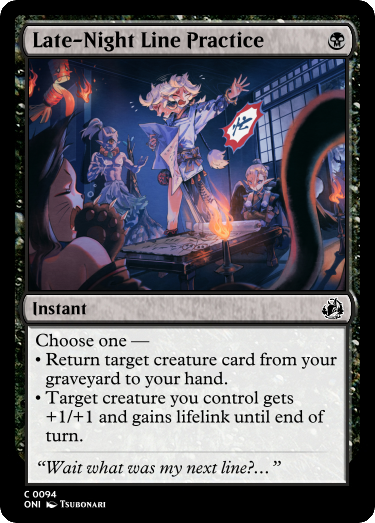 Late-Night Line Practice
Instant
Choose one —
• Return target creature card from your
graveyard to your hand.
• Target creature you control gets
+1/+1 and gains lifelink until end of
turn.
“Wait what was my next line?…”
C 0094
ONI Tsubonari